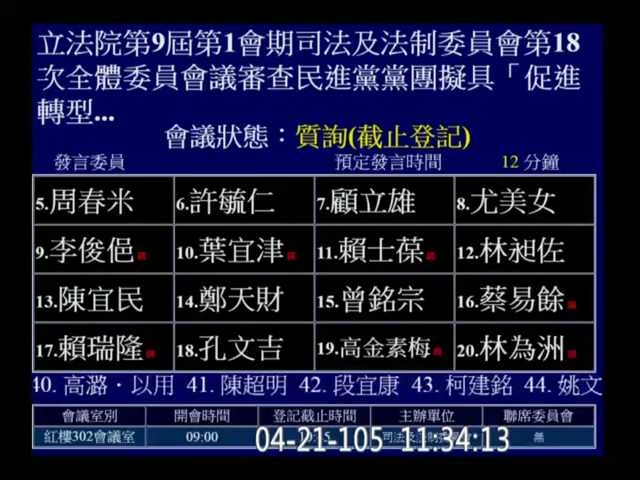 立法院第9屆第1會期司法及法制委員會第18
次全體委員會議審查民進黨黨團擬具「促進
轉型...
會議狀態：質詢(截止登記)
發言委員 預定發言時間 12 分鐘
5.周春米 6.許毓仁 7.顧立雄 8.尤美女
9.李俊俋 10.葉宜津 11.賴士葆 12.林昶佐
13.陳宜民 14.鄭天財 15.曾銘宗 16.蔡易餘
17.賴瑞隆 18.孔文吉 19.高金素梅 20.林為洲
40. 高潞．以用 41. 陳超明 42. 段宜康 43. 柯建銘 44. 姚文
會議室別 開會時間 登記截止時間 主辦單位 聯席委員會
紅樓302會議室 09:00 無
04-21-105 11:34:13